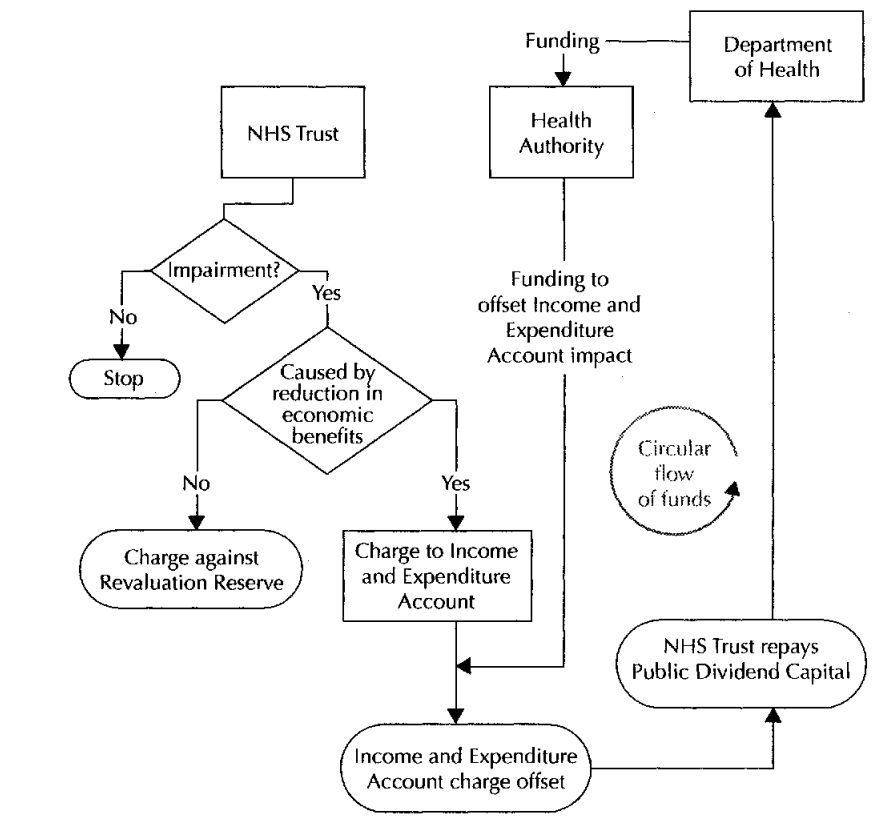 Funding
Department
of Health
NHS Trust
Health
Authority
Impairment?
Yes
No
Stop
Funding to
offset Income and
Expenditure
Account impact
Caused by
reduction in
economic
benefits
No
Yes
Circular
flow
of funds
Charge against
Revaluation Reserve
Charge to Income
and Expenditure
Account
NHS Trust repays
Public Dividend Capital
Income and Expenditure
Account charge offset